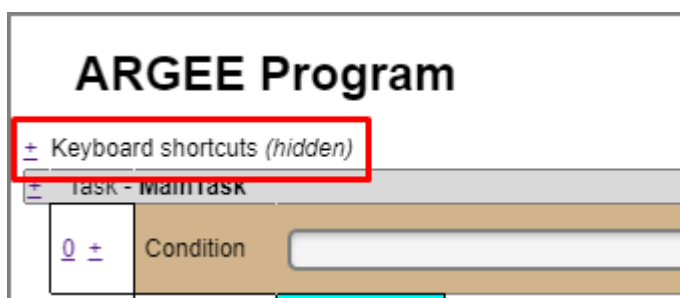 ARGEE Program
+ Keyboard shortcuts (hidden)
+ Task - MainTask
0 + Condition